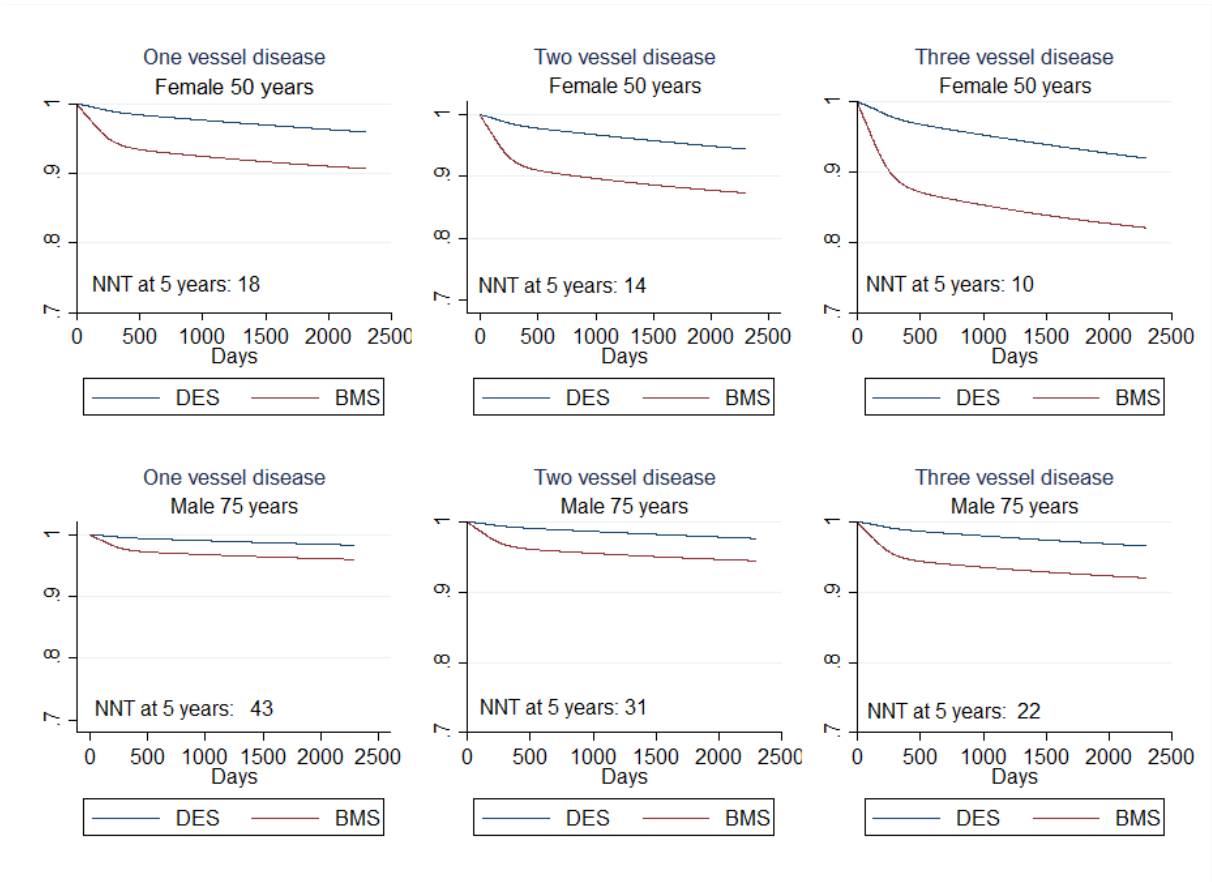 One vessel disease
Female 50 years
1
.9
.8
.7
NNT at 5 years: 18
0 500 1000 1500 2000 2500
Days
DES BMS
Two vessel disease
Female 50 years
1
.9
.8
.7
NNT at 5 years: 14
0 500 1000 1500 2000 2500
Days
DES BMS
Three vessel disease
Female 50 years
1
.9
.8
.7
NNT at 5 years: 10
0 500 1000 1500 2000 2500
Days
DES BMS
One vessel disease
Male 75 years
1
.9
.8
.7
NNT at 5 years: 43
0 500 1000 1500 2000 2500
Days
DES BMS
Two vessel disease
Male 75 years
1
.9
.8
.7
NNT at 5 years: 31
0 500 1000 1500 2000 2500
Days
DES BMS
Three vessel disease
Male 75 years
1
.9
.8
.7
NNT at 5 years: 22
0 500 1000 1500 2000 2500
Days
DES BMS